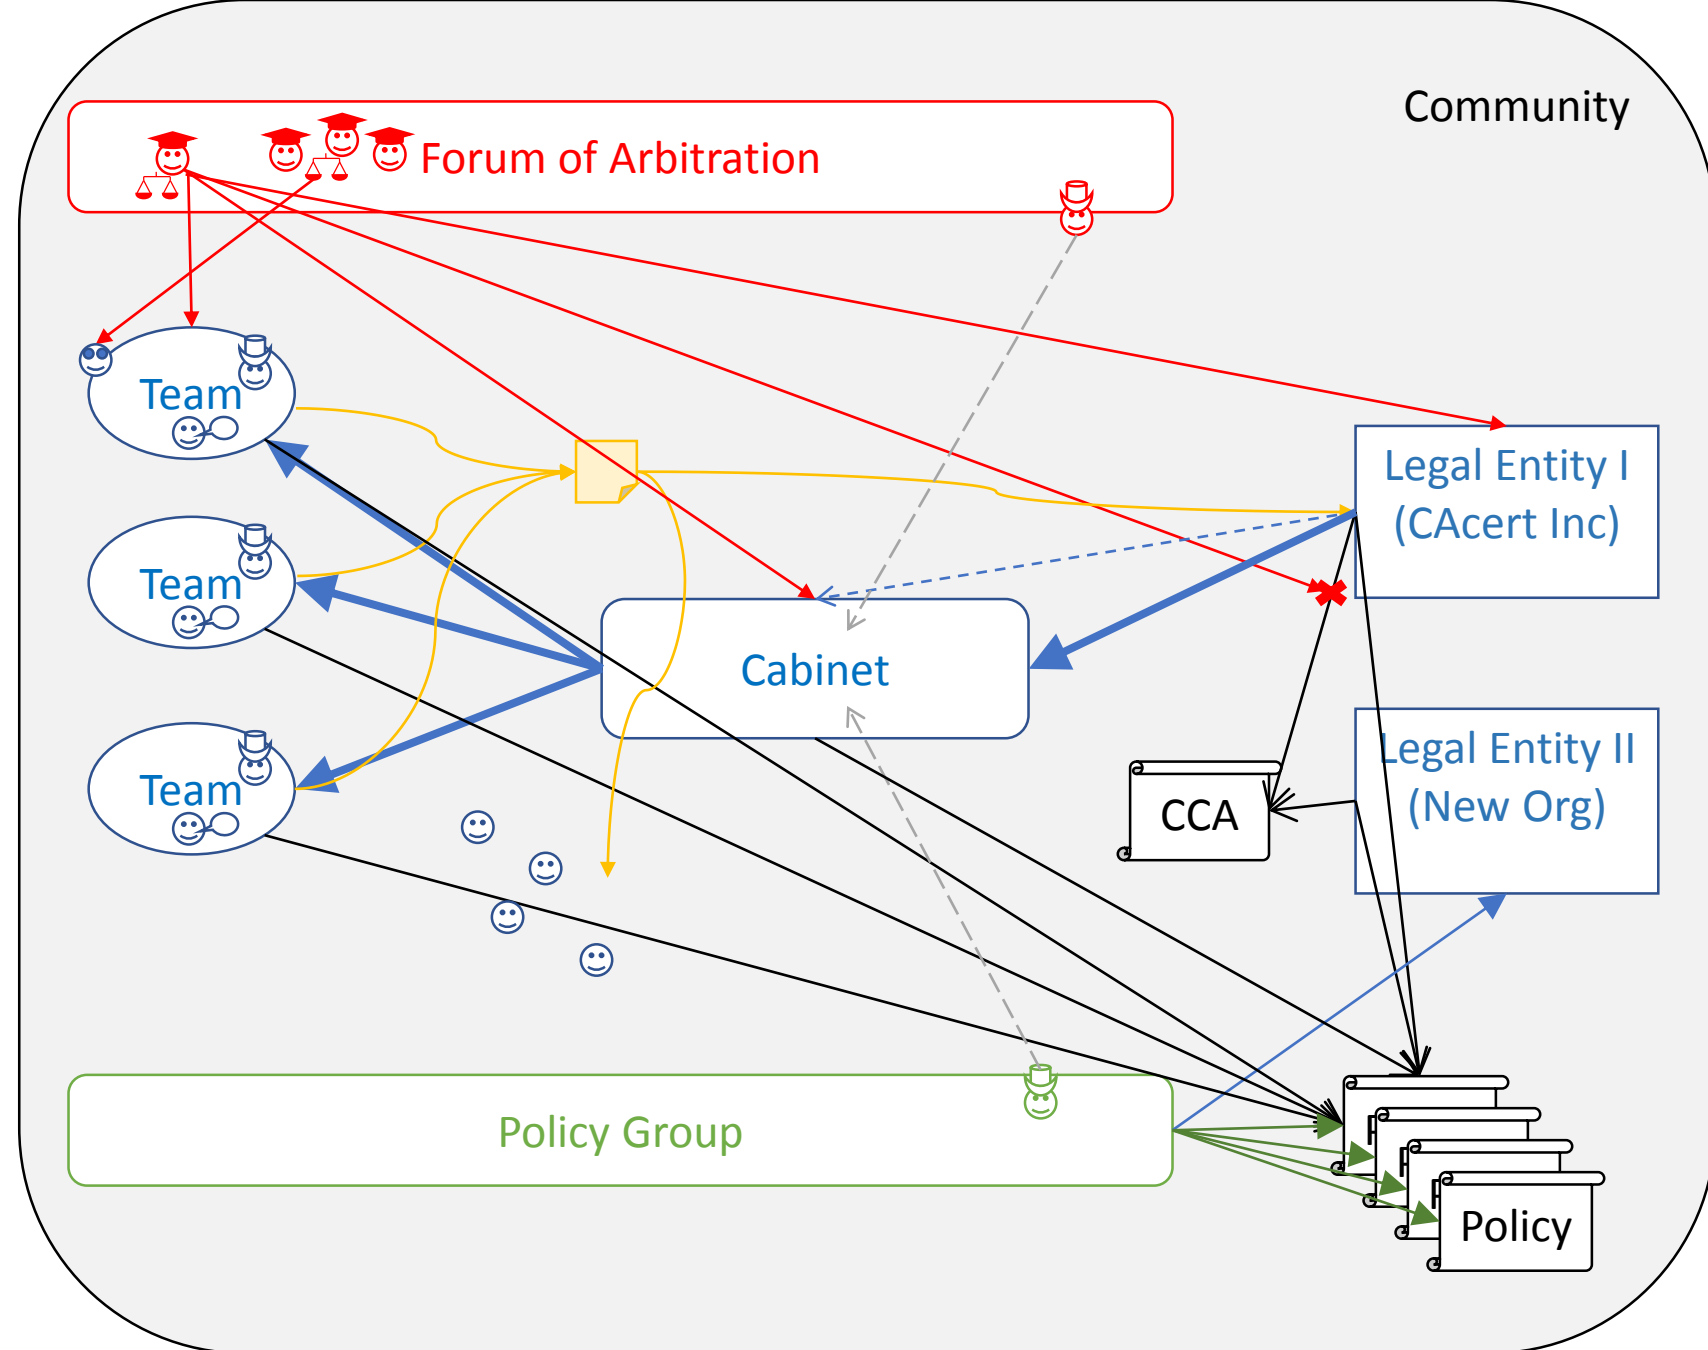 Community
Forum of Arbitration
Team
Legal Entity I
(CAcert Inc)
Team
Cabinet
Legal Entity II
(New Org)
Team
CCA
Policy Group
Policy